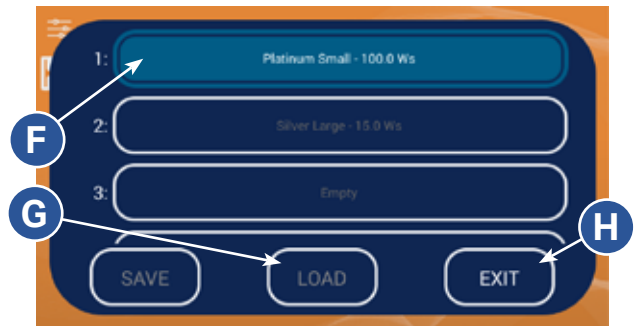 1: Platinum Small - 100.0 Ws
F
2: Silver Large - 15.0 Ws
3: Empty
G
H
SAVE LOAD EXIT